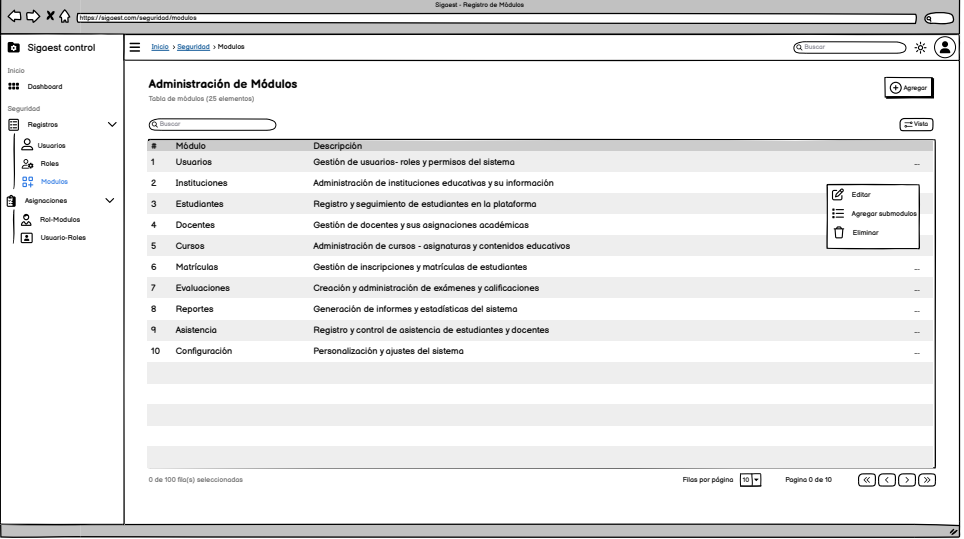 Sigaest - Registro de Módulos
https://sigaest.com/seguridad/modulos
Sigaest control
Inicio > Seguridad > Modulos
Buscar
Inicio
Dashboard
Seguridad
Registros
Usuarios
Roles
Modulos
Asignaciones
Rol-Modulos
Usuario-Roles
Administración de Módulos
Tabla de módulos (25 elementos)
Agregar
Buscar
Vista
# Módulo Descripción
1 Usuarios Gestión de usuarios- roles y permisos del sistema ...
2 Instituciones Administración de instituciones educativas y su información
3 Estudiantes Registro y seguimiento de estudiantes en la plataforma
4 Docentes Gestión de docentes y sus asignaciones académicas
5 Cursos Administración de cursos - asignaturas y contenidos educativos
6 Matrículas Gestión de inscripciones y matrículas de estudiantes ...
7 Evaluaciones Creación y administración de exámenes y calificaciones ...
8 Reportes Generación de informes y estadísticas del sistema ...
9 Asistencia Registro y control de asistencia de estudiantes y docentes ...
10 Configuración Personalización y ajustes del sistema ...
Editar
Agregar submodulos
Eliminar
0 de 100 fila(s) seleccionadas
Filas por página 10
Pagina 0 de 10